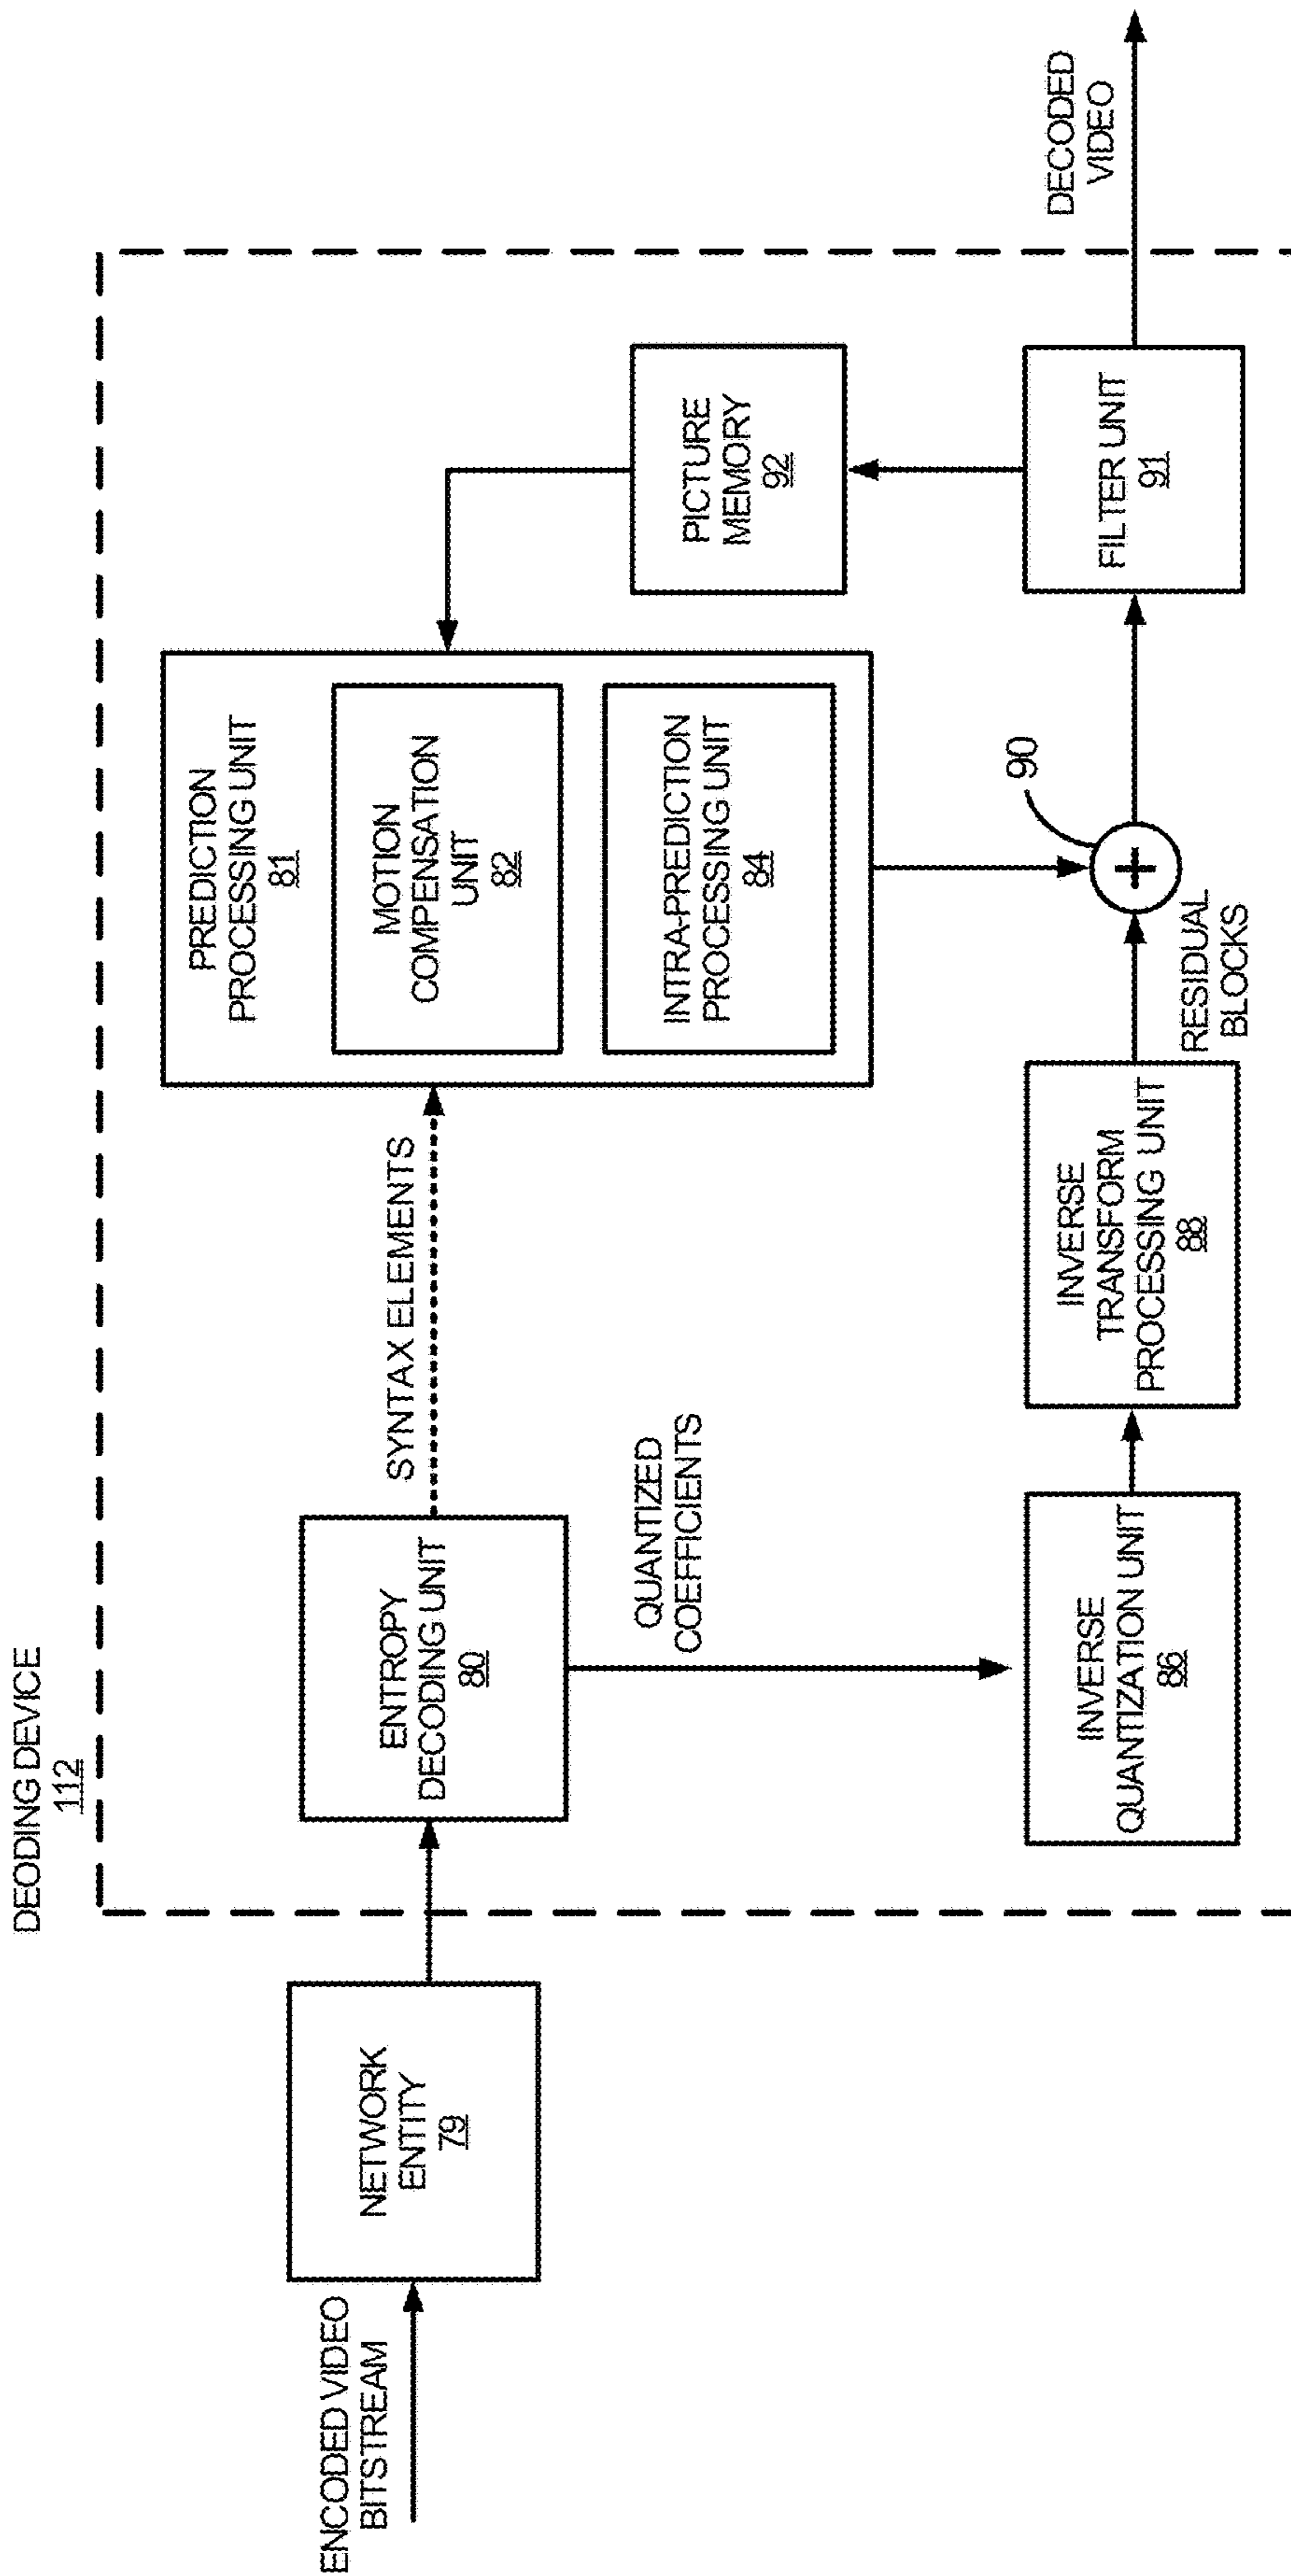 DEODING DEVICE
112
ENCODED VIDEO
BITSTREAM
NETWORK
ENTITY
79
ENTROPY
DECODING UNIT
80
SYNTAX ELEMENTS
PREDICTION
PROCESSING UNIT
81
MOTION
COMPENSATION
UNIT
82
INTRA-PREDICTION
PROCESSING UNIT
84
PICTURE
MEMORY
92
QUANTIZED
COEFFICIENTS
INVERSE
QUANTIZATION UNIT
86
INVERSE
TRANSFORM
PROCESSING UNIT
88
RESIDUAL
BLOCKS
+
90
FILTER UNIT
91
DECODED
VIDEO